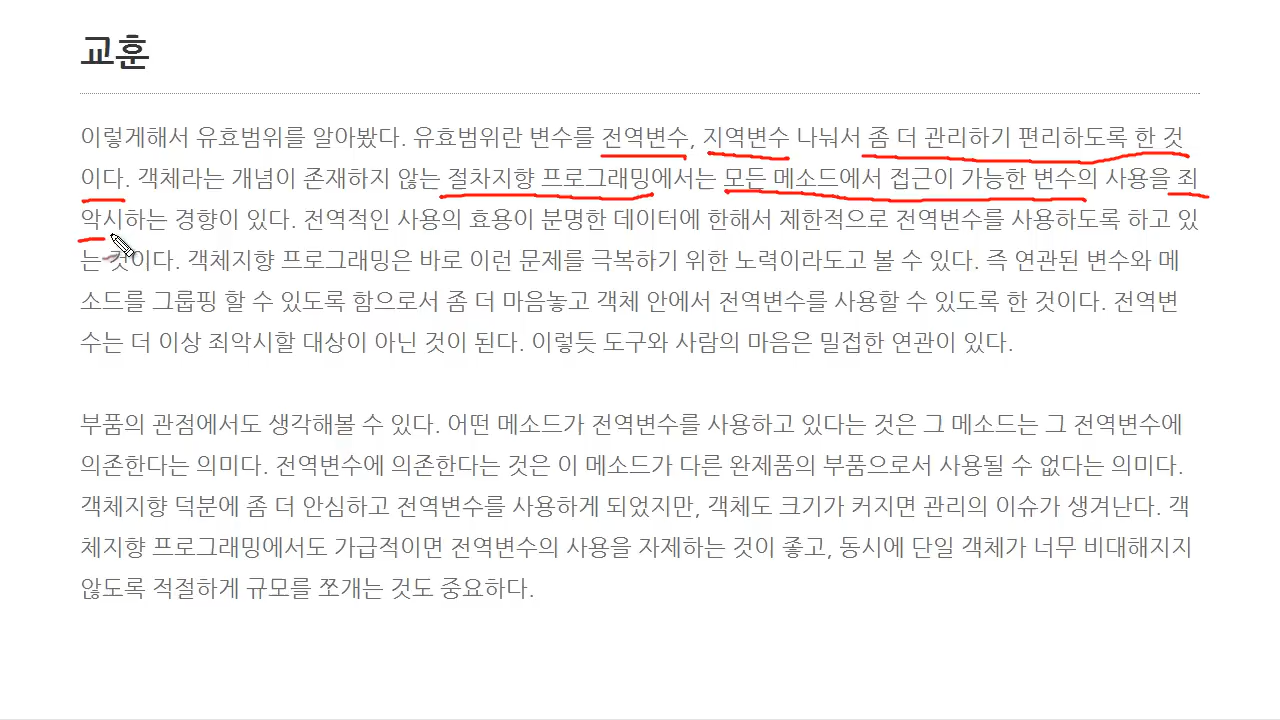 교훈
이렇게해서 유효범위를 알아봤다. 유효범위란 변수를 전역변수, 지역변수 나눠서 좀 더 관리하기 편리하도록 한 것
이다. 객체라는 개념이 존재하지 않는 절차지향 프로그래밍에서는 모든 메소드에서 접근이 가능한 변수의 사용을 죄
악시하는 경향이 있다. 전역적인 사용의 효용이 분명한 데이터에 한해서 제한적으로 전역변수를 사용하도록 하고 있
는 것이다. 객체지향 프로그래밍은 바로 이런 문제를 극복하기 위한 노력이라도고 볼 수 있다. 즉 연관된 변수와 메
소드를 그룹핑 할 수 있도록 함으로서 좀 더 마음놓고 객체 안에서 전역변수를 사용할 수 있도록 한 것이다. 전역변
수는 더 이상 죄악시할 대상이 아닌 것이 된다. 이렇듯 도구와 사람의 마음은 밀접한 연관이 있다.
부품의 관점에서도 생각해볼 수 있다. 어떤 메소드가 전역변수를 사용하고 있다는 것은 그 메소드는 그 전역변수에
의존한다는 의미다. 전역변수에 의존한다는 것은 이 메소드가 다른 완제품의 부품으로서 사용될 수 없다는 의미다.
객체지향 덕분에 좀 더 안심하고 전역변수를 사용하게 되었지만, 객체도 크기가 커지면 관리의 이슈가 생겨난다. 객
체지향 프로그래밍에서도 가급적이면 전역변수의 사용을 자제하는 것이 좋고, 동시에 단일 객체가 너무 비대해지지
않도록 적절하게 규모를 쪼개는 것도 중요하다.